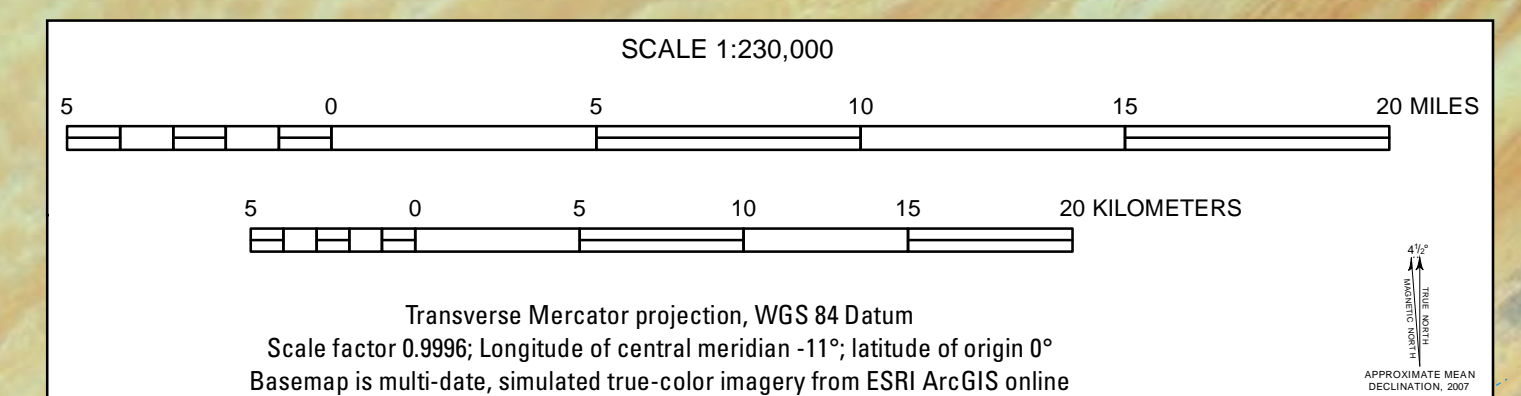 SCALE 1:230,000
5 0 5 10 15 20 MILES
5 0 5 10 15 20 KILOMETERS
4½°
MAGNETIC NORTH
TRUE NORTH
APPROXIMATE MEAN
DECLINATION, 2007
Transverse Mercator projection, WGS 84 Datum
Scale factor 0.9996; Longitude of central meridian -11°; latitude of origin 0°
Basemap is multi-date, simulated true-color imagery from ESRI ArcGIS online